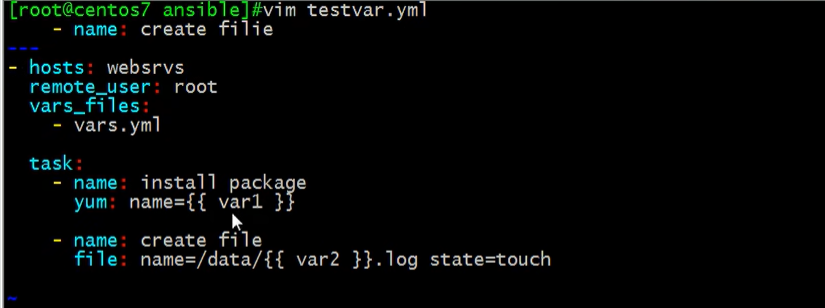 [root@centos7 ansible]#vim testvar.yml
    - name: create filie
---
- hosts: websrvs
  remote_user: root
  vars_files:
    - vars.yml

  task:
    - name: install package
      yum: name={{ var1 }}

    - name: create file
      file: name=/data/{{ var2 }}.log state=touch

~